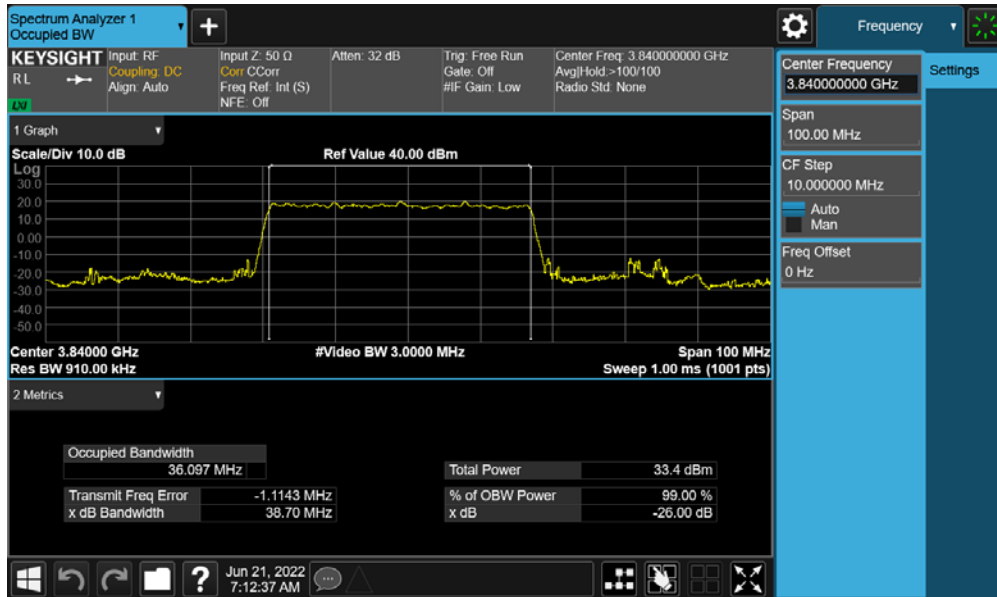 Spectrum Analyzer 1
Occupied BW
Frequency
KEYSIGHT
R L
LXI
Input: RF
Coupling: DC
Align: Auto
Input Z: 50 Ω
Corr CCorr
Freq Ref: Int (S)
NFE: Off
Atten: 32 dB
Trig: Free Run
Gate: Off
#IF Gain: Low
Center Freq: 3.840000000 GHz
Avg|Hold:>100/100
Radio Std: None
Center Frequency
3.840000000 GHz
Settings
Span
100.00 MHz
CF Step
10.000000 MHz
Auto
Man
Freq Offset
0 Hz
1 Graph
Scale/Div 10.0 dB
Ref Value 40.00 dBm
Log
30.0
20.0
10.0
0.00
-10.0
-20.0
-30.0
-40.0
-50.0
Center 3.84000 GHz
#Video BW 3.0000 MHz
Span 100 MHz
Res BW 910.00 kHz
Sweep 1.00 ms (1001 pts)
2 Metrics
Occupied Bandwidth
36.097 MHz
Total Power 33.4 dBm
Transmit Freq Error -1.1143 MHz
% of OBW Power 99.00 %
x dB Bandwidth 38.70 MHz
x dB -26.00 dB
?
Jun 21, 2022
7:12:37 AM